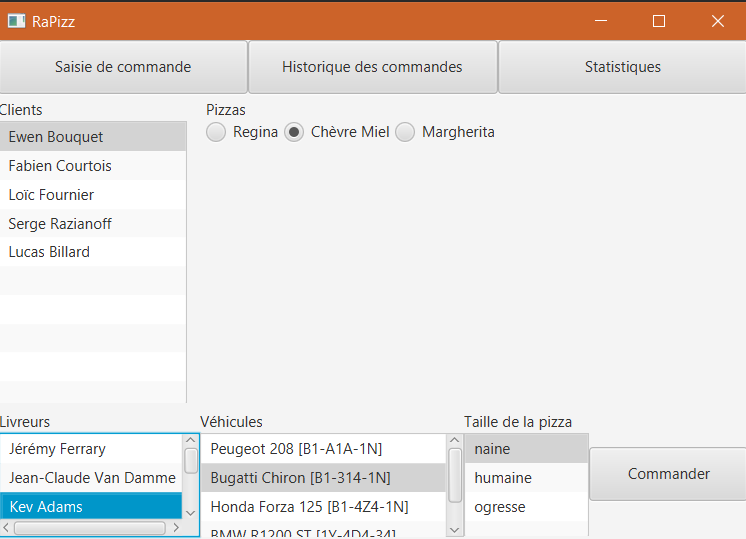 RaPizz
Saisie de commande
Historique des commandes
Statistiques
Clients
Ewen Bouquet
Fabien Courtois
Loïc Fournier
Serge Razianoff
Lucas Billard
Pizzas
Regina
Chèvre Miel
Margherita
Livreurs
Jérémy Ferrary
Jean-Claude Van Damme
Kev Adams
Véhicules
Peugeot 208 [B1-A1A-1N]
Bugatti Chiron [B1-314-1N]
Honda Forza 125 [B1-4Z4-1N]
BMW R1200 ST [1Y-4D4-34]
Taille de la pizza
naine
humaine
ogresse
Commander